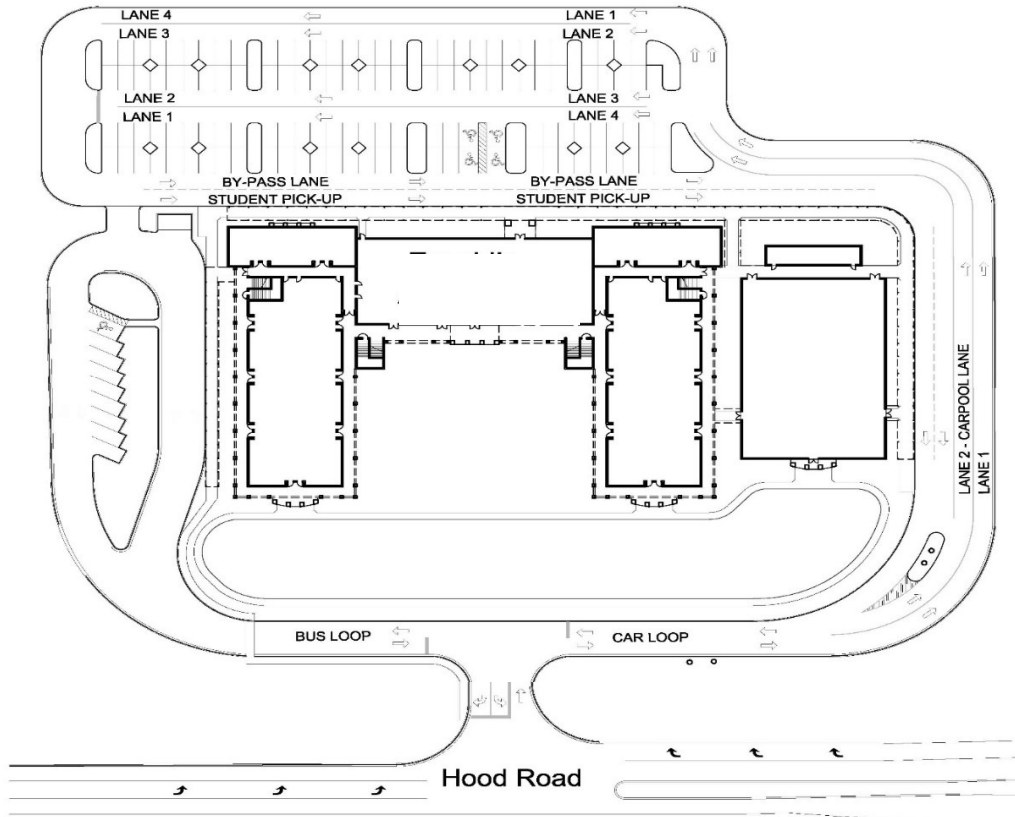 LANE 4 LANE 1
LANE 3 LANE 2
LANE 2 LANE 3
LANE 1 LANE 4
BY-PASS LANE BY-PASS LANE
STUDENT PICK-UP STUDENT PICK-UP
LANE 2 - CARPOOL LANE
LANE 1
BUS LOOP CAR LOOP
Hood Road